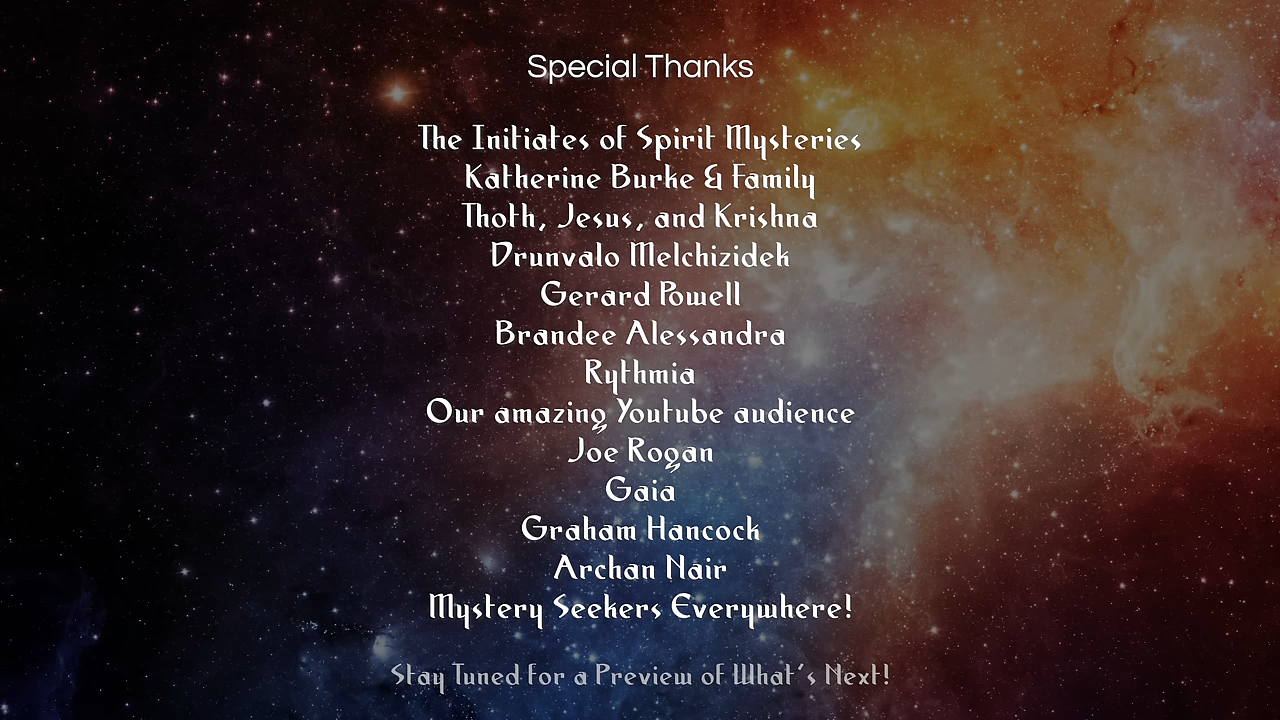 Special Thanks
The Initiates of Spirit Mysteries
Katherine Burke & Family
Thoth, Jesus, and Krishna
Drunvalo Melchizidek
Gerard Powell
Brandee Alessandra
Rythmia
Our amazing Youtube audience
Joe Rogan
Gaia
Graham Hancock
Archan Nair
Mystery Seekers Everywhere!
Stay Tuned for a Preview of What's Next!